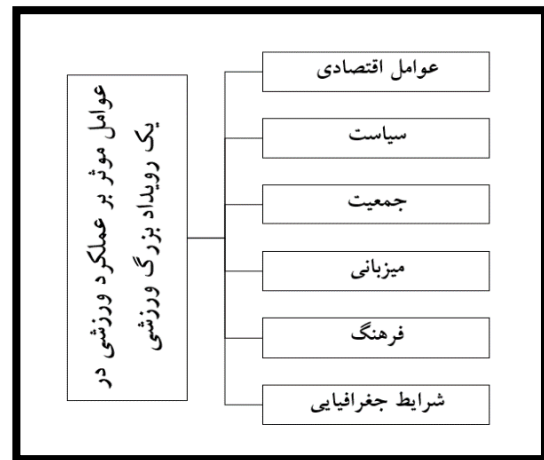 عوامل موثر بر عملکرد ورزشی در
یک رویداد بزرگ ورزشی
عوامل اقتصادی
سیاست
جمعیت
میزبانی
فرهنگ
شرایط جغرافیایی